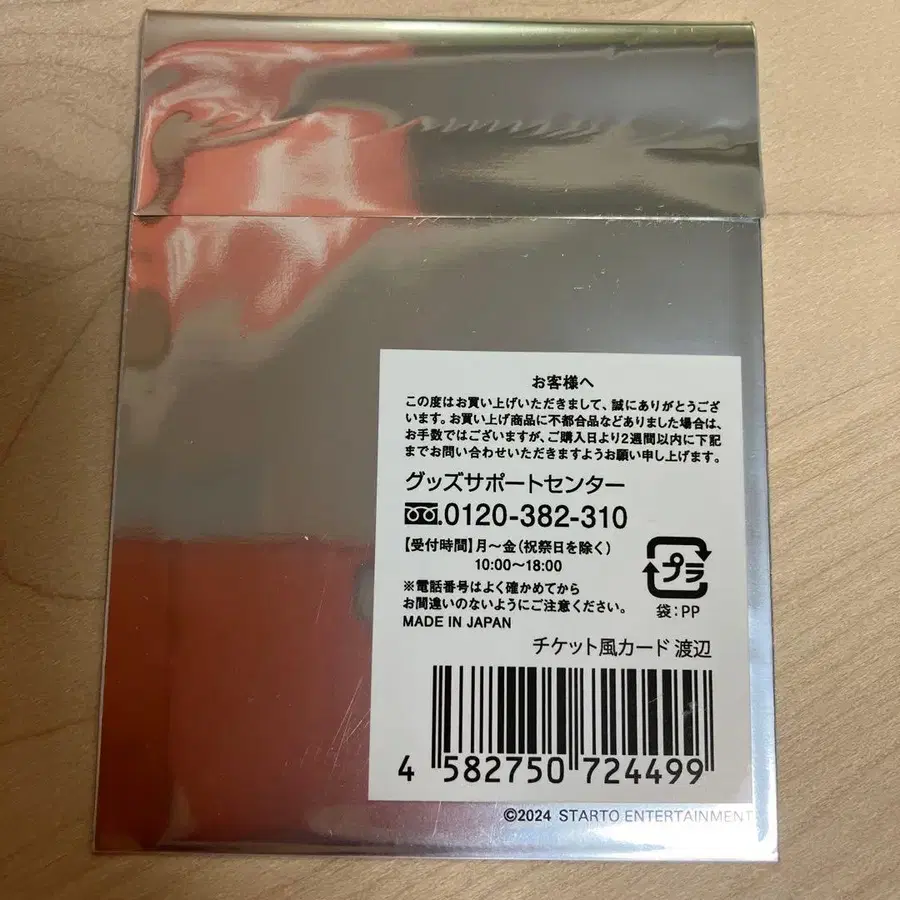 お客様へ
この度はお買い上げいただきまして、誠にありがとうござ
います。お買い上げ商品に不都合品などありました場合は、
お手数ではございますが、ご購入日より2週間以内に下記
までお問い合わせいただきますようお願い申し上げます。
グッズサポートセンター
0120-382-310
【受付時間】月〜金(祝祭日を除く)
10:00〜18:00
※電話番号はよく確かめてから
お間違いのないようにご注意ください。
MADE IN JAPAN
プラ
袋:PP
チケット風カード 渡辺
4 582750 724499
©2024 STARTO ENTERTAINMENT